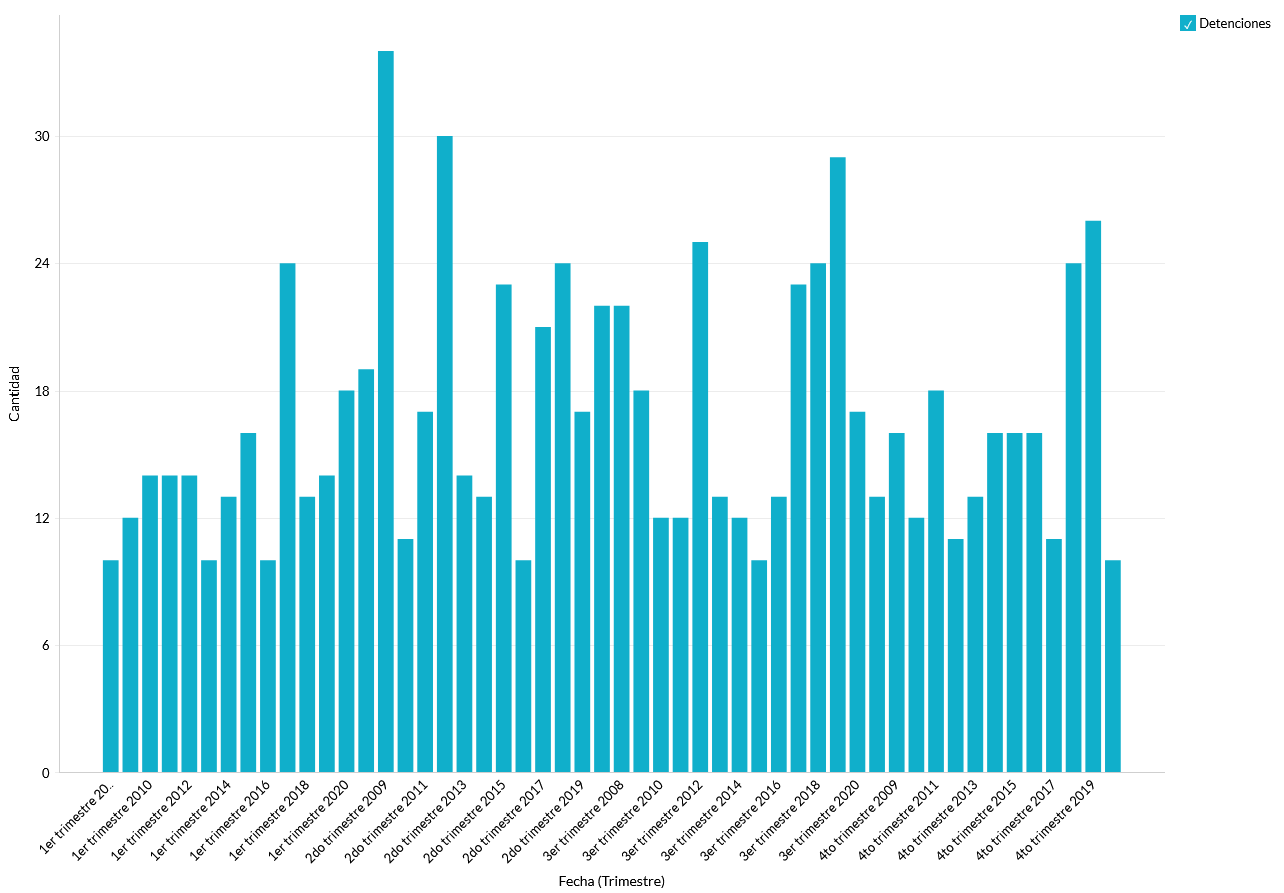 Detenciones
Cantidad
30
24
18
12
6
0
1er trimestre 20..
1er trimestre 2010
1er trimestre 2012
1er trimestre 2014
1er trimestre 2016
1er trimestre 2018
1er trimestre 2020
2do trimestre 2009
2do trimestre 2011
2do trimestre 2013
2do trimestre 2015
2do trimestre 2017
2do trimestre 2019
3er trimestre 2008
3er trimestre 2010
3er trimestre 2012
3er trimestre 2014
3er trimestre 2016
3er trimestre 2018
3er trimestre 2020
4to trimestre 2009
4to trimestre 2011
4to trimestre 2013
4to trimestre 2015
4to trimestre 2017
4to trimestre 2019
Fecha (Trimestre)